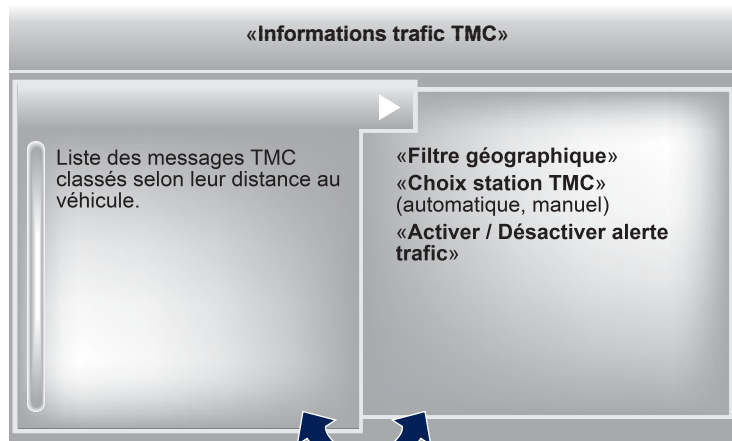 «Informations trafic TMC»
Liste des messages TMC
classés selon leur distance au
véhicule.
«Filtre géographique»
«Choix station TMC»
(automatique, manuel)
«Activer / Désactiver alerte
trafic»